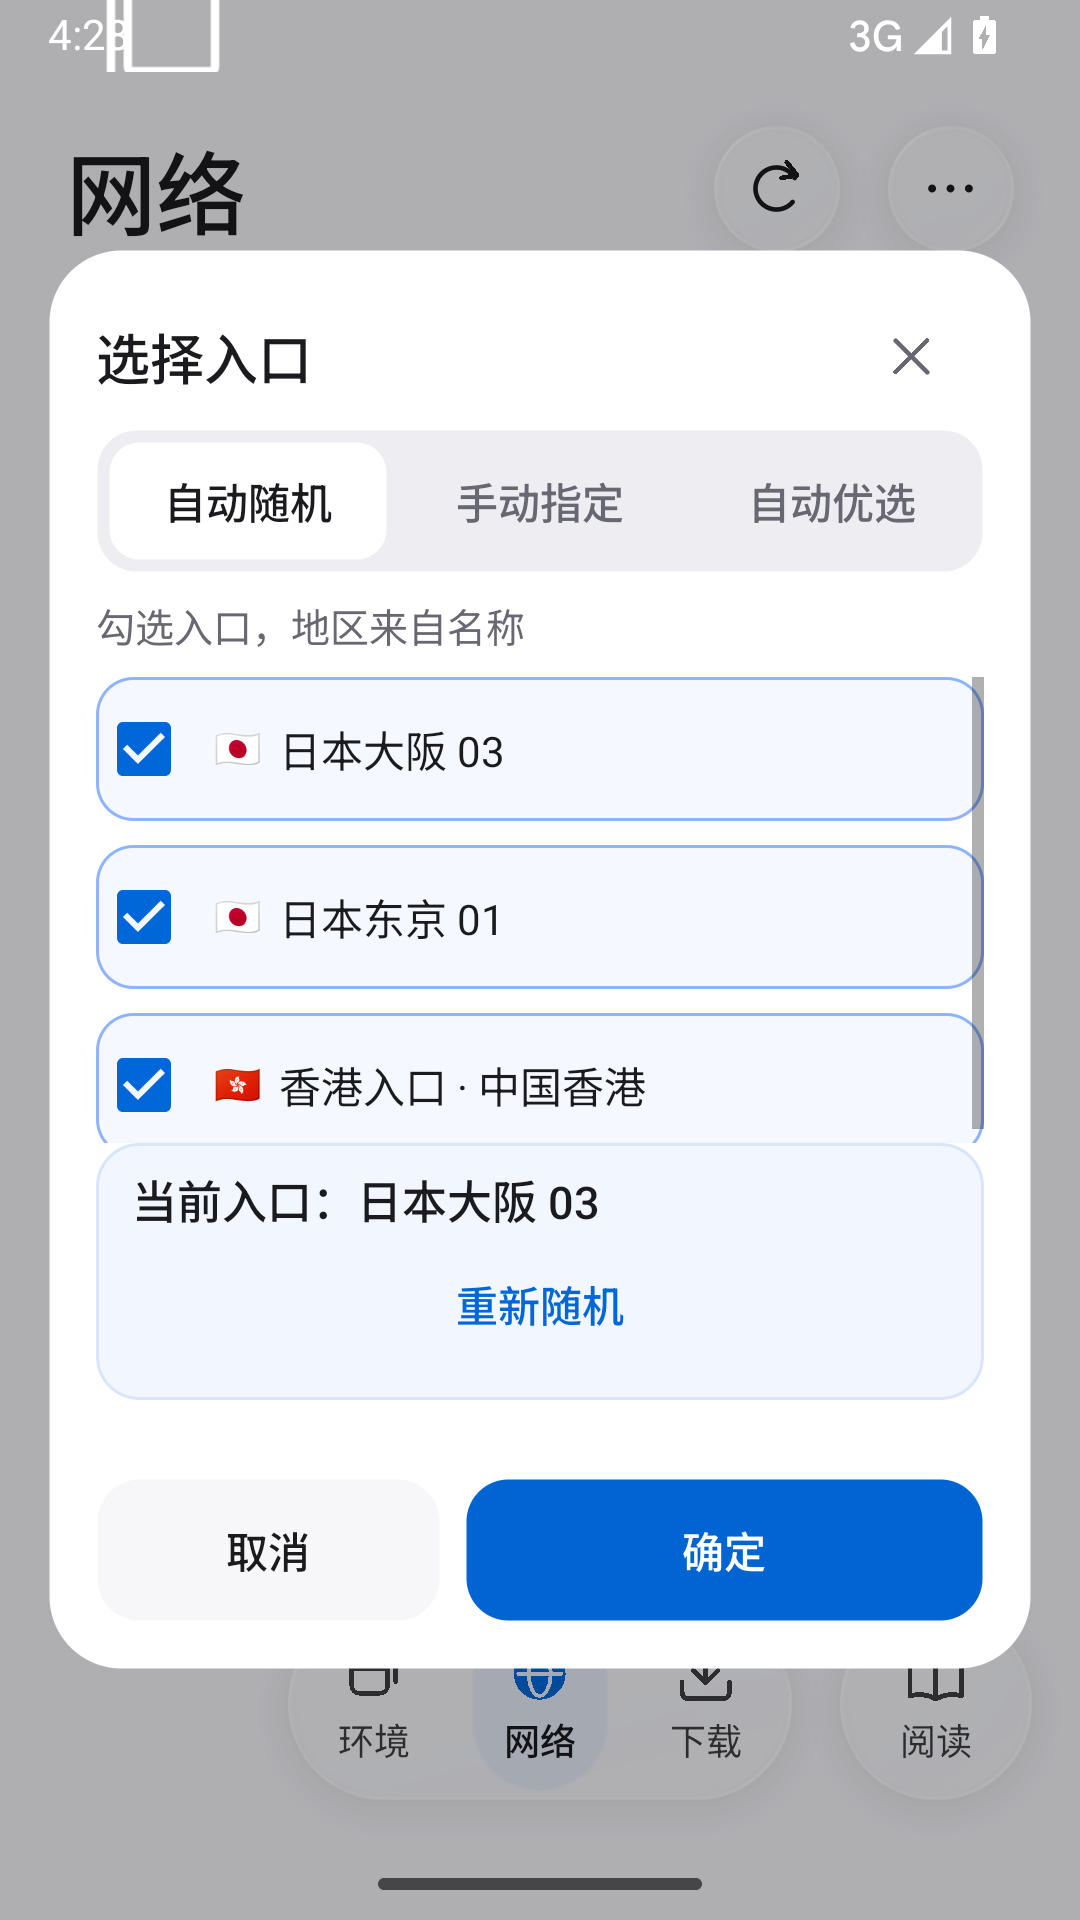 3G
网络
选择入口
自动随机 手动指定 自动优选
勾选入口，地区来自名称
日本大阪 03
日本东京 01
香港入口 · 中国香港
当前入口：日本大阪 03
重新随机
取消 确定
环境 网络 下载 阅读